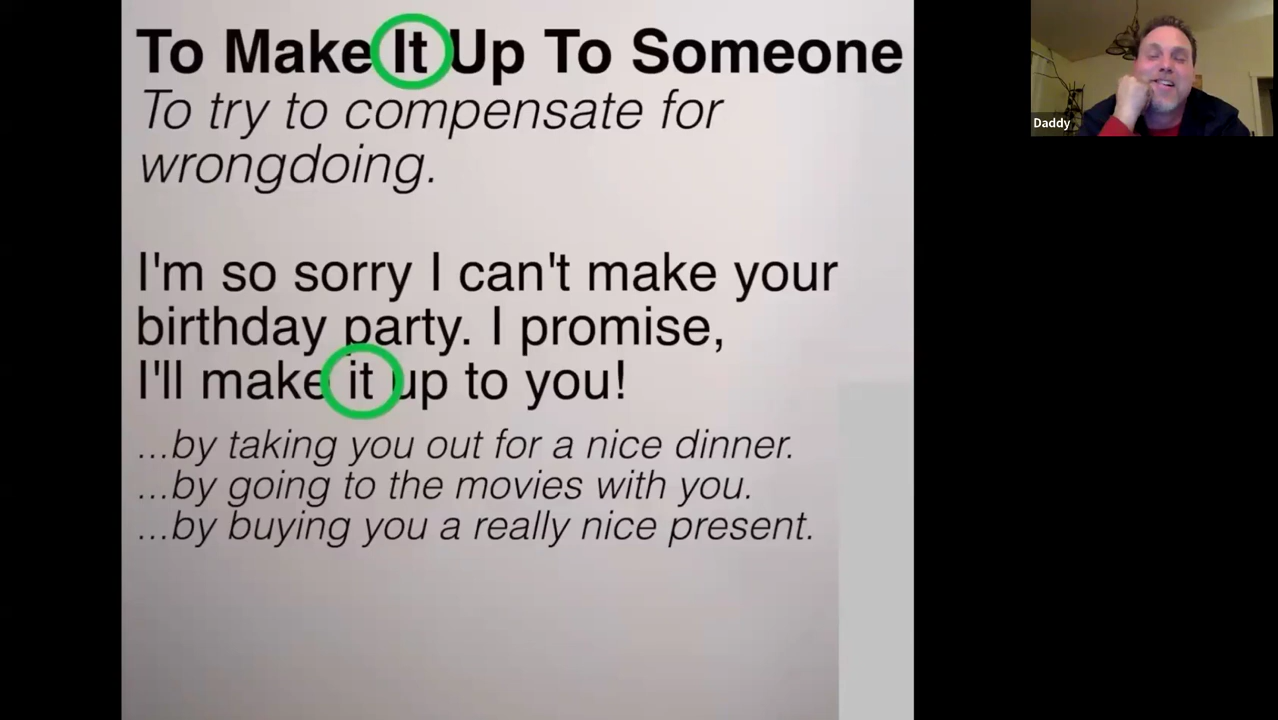 To Make It Up To Someone
To try to compensate for
wrongdoing.
I'm so sorry I can't make your
birthday party. I promise,
I'll make it up to you!
...by taking you out for a nice dinner.
...by going to the movies with you.
...by buying you a really nice present.
Daddy